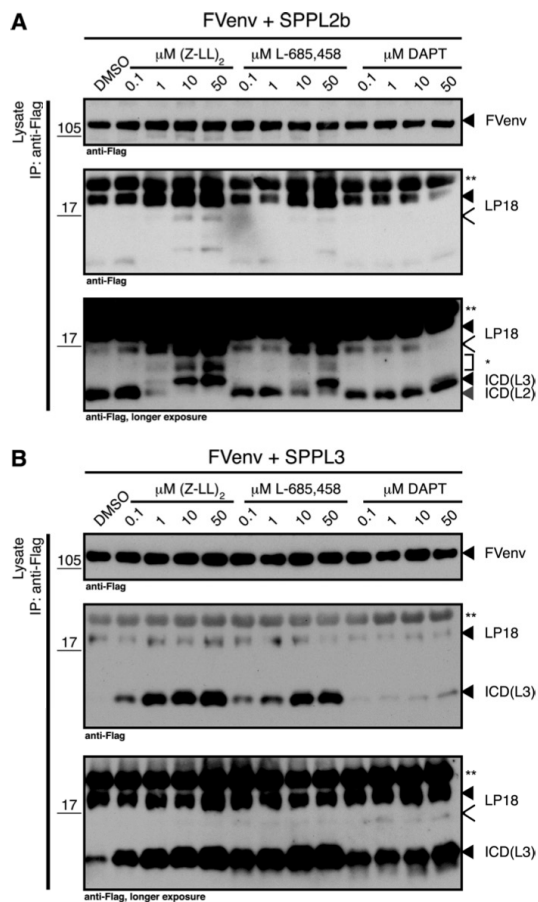 A
FVenv + SPPL2b
μM (Z-LL)2 μM L-685,458 μM DAPT
DMSO 0.1 1 10 50 0.1 1 10 50 0.1 1 10 50
Lysate
IP: anti-Flag
105
FVenv
anti-Flag
**
17
LP18
anti-Flag
**
17
LP18
*
ICD(L3)
ICD(L2)
anti-Flag, longer exposure
B
FVenv + SPPL3
μM (Z-LL)2 μM L-685,458 μM DAPT
DMSO 0.1 1 10 50 0.1 1 10 50 0.1 1 10 50
Lysate
IP: anti-Flag
105
FVenv
anti-Flag
**
LP18
17
ICD(L3)
anti-Flag
**
17
LP18
ICD(L3)
anti-Flag, longer exposure